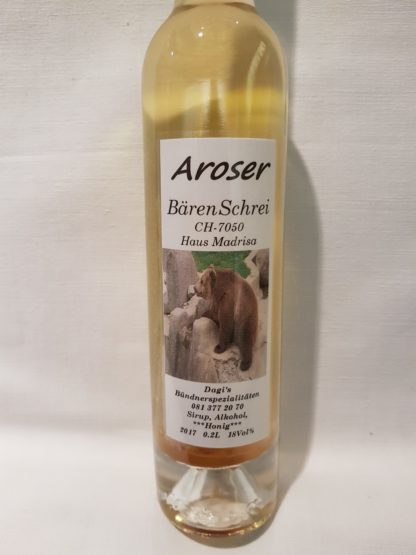 Aroser
BärenSchrei
CH-7050
Haus Madrisa
Dagi's
Bündnerspezialitäten
081 377 20 70
Sirup, Alkohol,
***Honig***
2017 0.2L 18Vol%